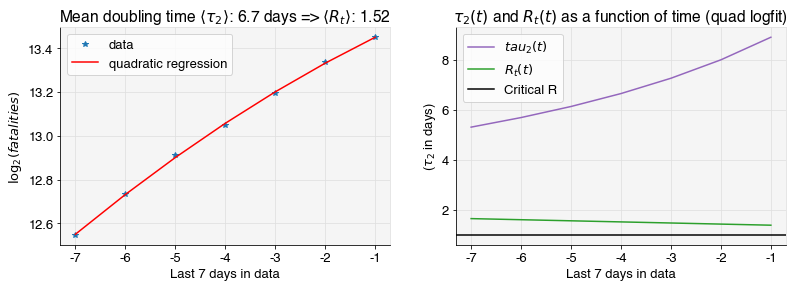 Mean doubling time ⟨τ₂⟩: 6.7 days => ⟨Rₜ⟩: 1.52
data
quadratic regression
log₂(fatalities)
13.4
13.2
13.0
12.8
12.6
-7 -6 -5 -4 -3 -2 -1
Last 7 days in data
τ₂(t) and Rₜ(t) as a function of time (quad logfit)
tau₂(t)
Rₜ(t)
Critical R
(τ₂ in days)
8
6
4
2
-7 -6 -5 -4 -3 -2 -1
Last 7 days in data